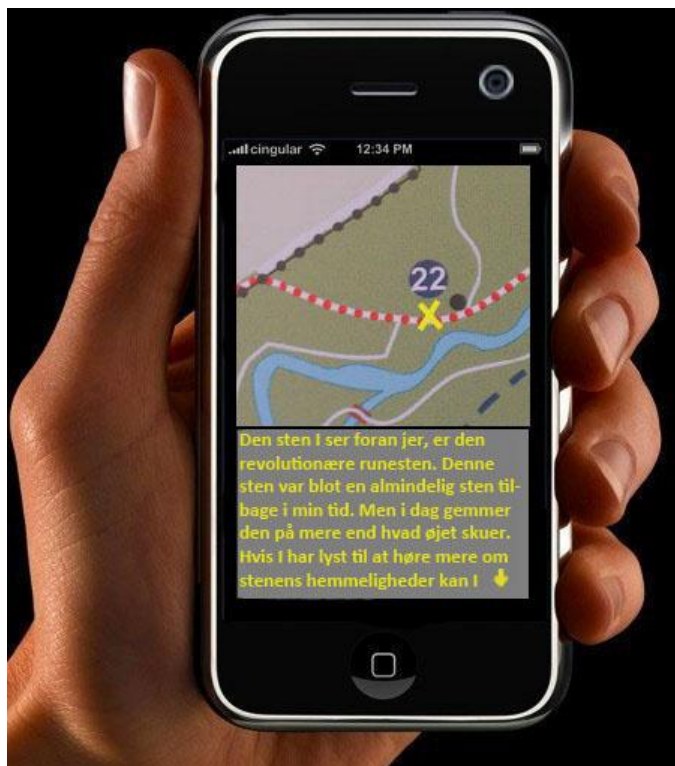 cingular 12:34 PM
22
Den sten I ser foran jer, er den
revolutionære runesten. Denne
sten var blot en almindelig sten til-
bage i min tid. Men i dag gemmer
den på mere end hvad øjet skuer.
Hvis I har lyst til at høre mere om
stenens hemmeligheder kan I